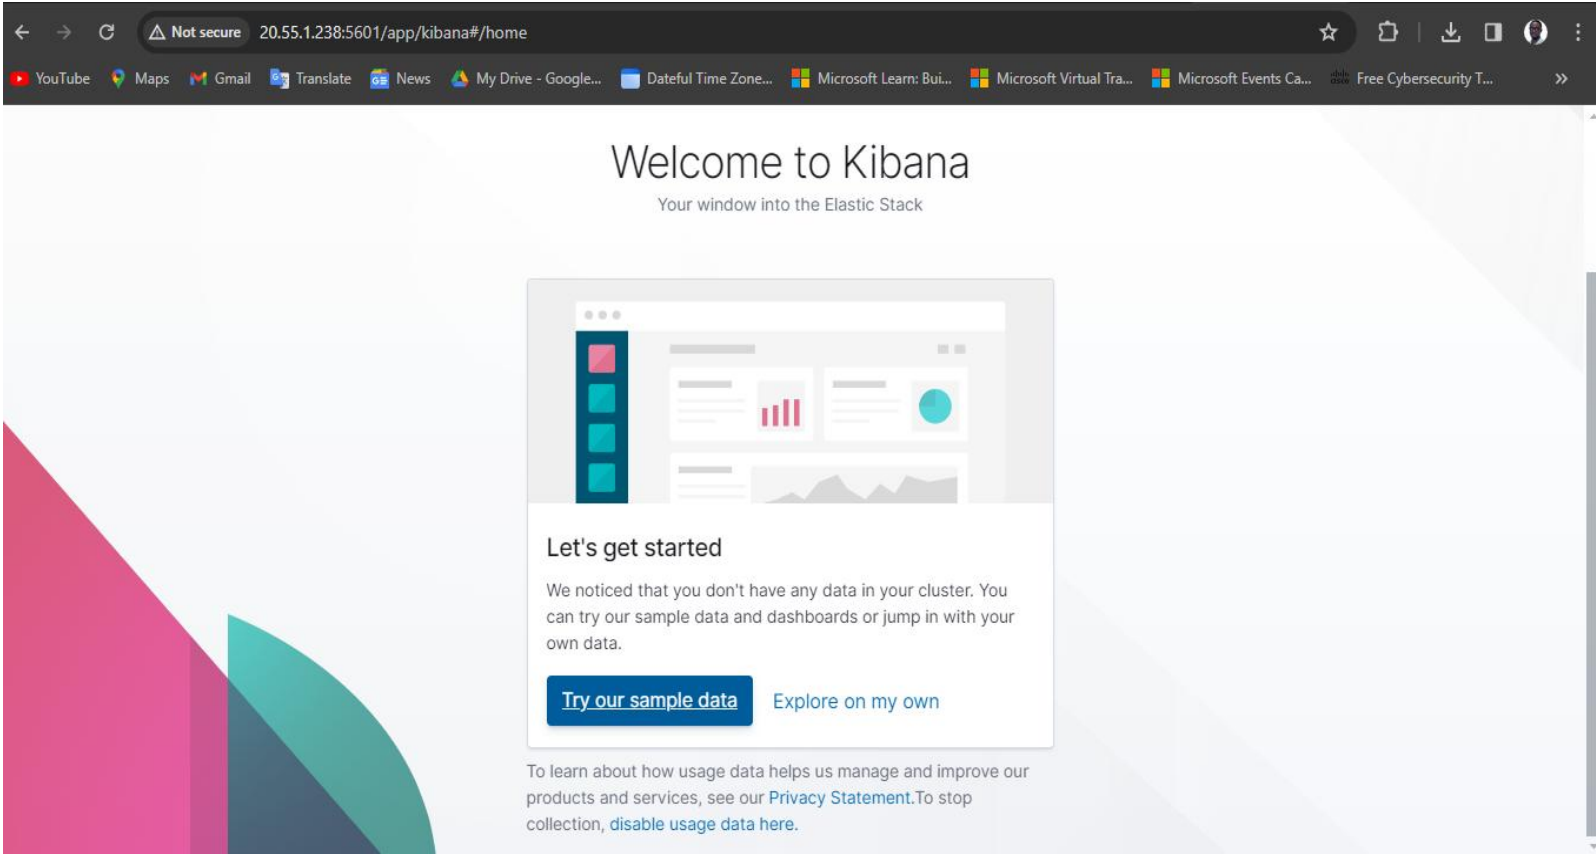 Not secure 20.55.1.238:5601/app/kibana#/home
YouTube Maps Gmail Translate News My Drive - Google... Dateful Time Zone... Microsoft Learn: Bui... Microsoft Virtual Tra... Microsoft Events Ca... Free Cybersecurity T... »
Welcome to Kibana
Your window into the Elastic Stack
Let's get started
We noticed that you don't have any data in your cluster. You
can try our sample data and dashboards or jump in with your
own data.
Try our sample data Explore on my own
To learn about how usage data helps us manage and improve our
products and services, see our Privacy Statement.To stop
collection, disable usage data here.